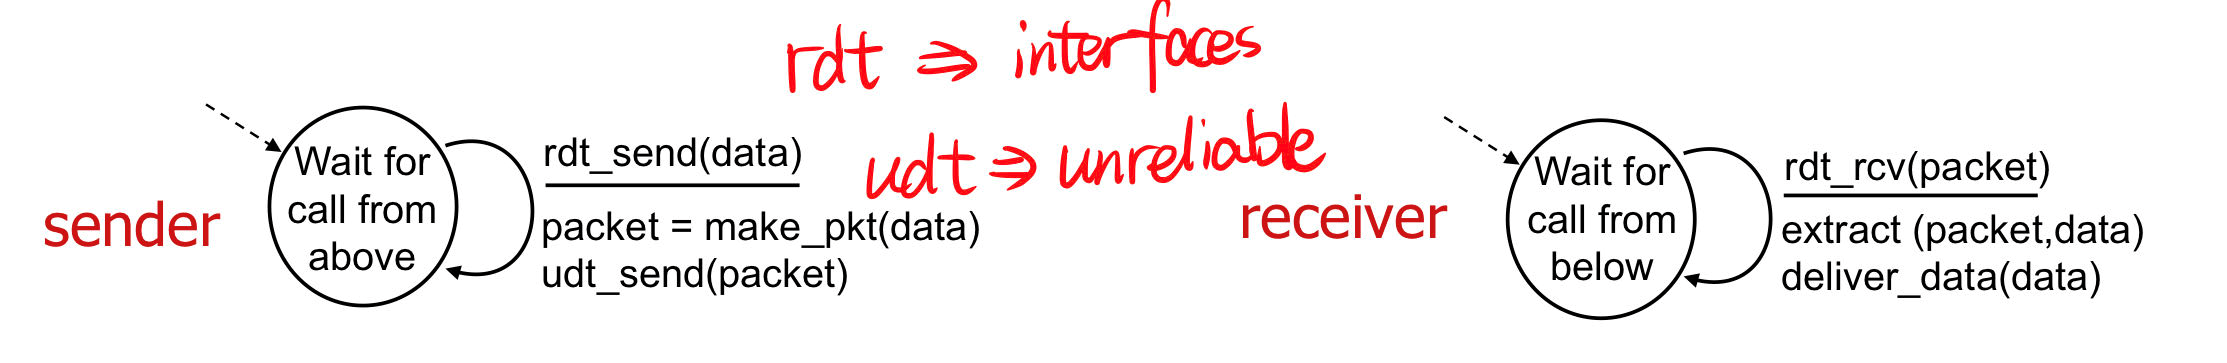 rdt ⇒ interfaces
udt ⇒ unreliable
sender
Wait for
call from
above
rdt_send(data)
packet = make_pkt(data)
udt_send(packet)
receiver
Wait for
call from
below
rdt_rcv(packet)
extract (packet,data)
deliver_data(data)